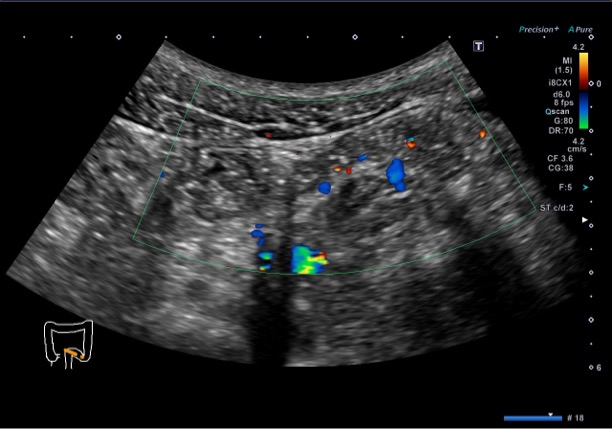 Precision+ A Pure
T
4.2
MI
(1.5)
0
i8CX1
d6.0
8 fps
Qscan
G:80
DR:70
4.2
cm/s
CF 3.6
CG:38
F:5
ST c/d:2
6
# 18